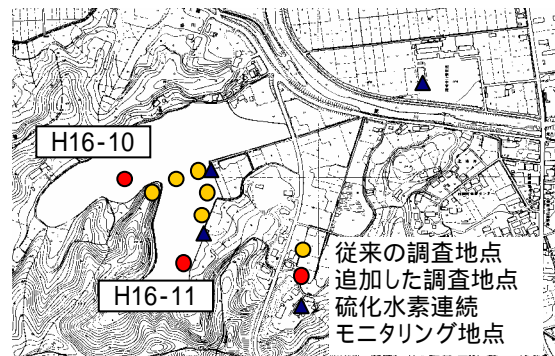 H16-10
H16-11
従来の調査地点
追加した調査地点
硫化水素連続
モニタリング地点